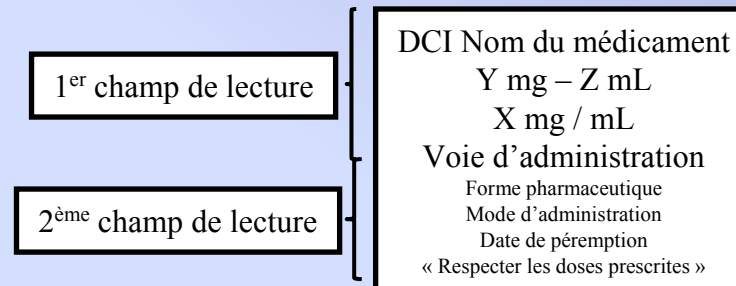 1er champ de lecture
2ème champ de lecture
DCI Nom du médicament
Y mg – Z mL
X mg / mL
Voie d’administration
Forme pharmaceutique
Mode d’administration
Date de péremption
« Respecter les doses prescrites »